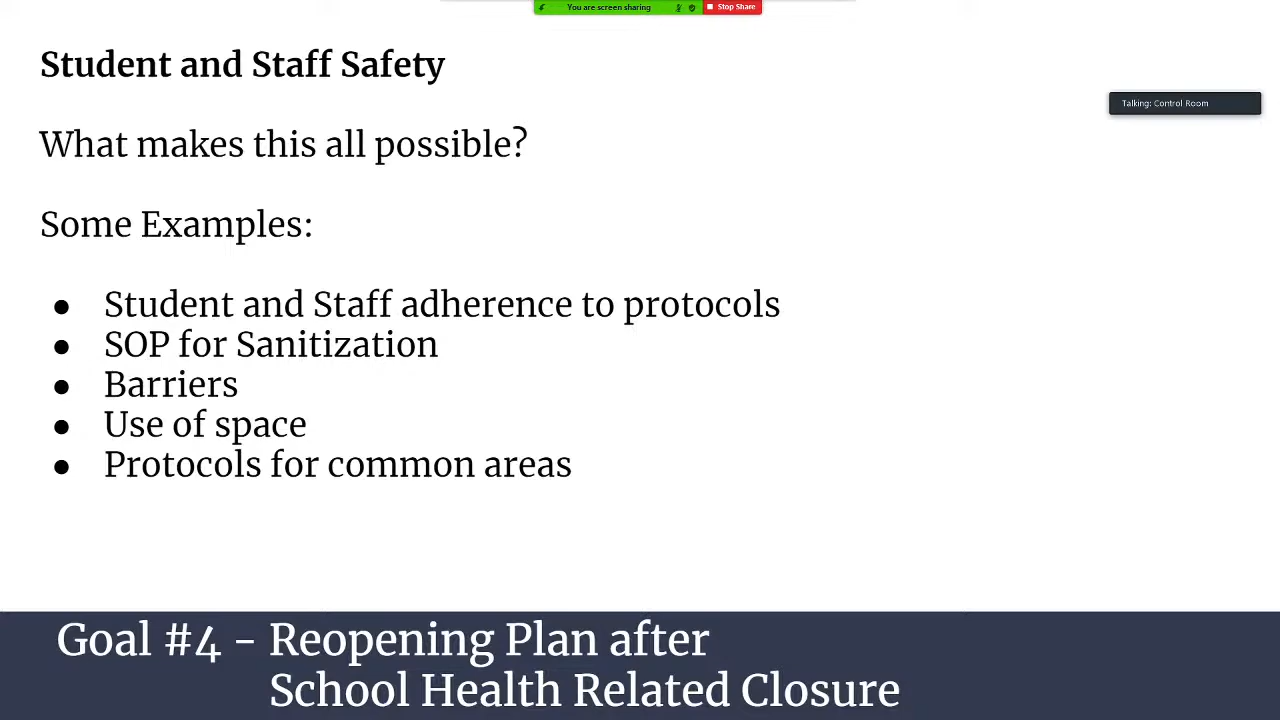 You are screen sharing
Stop Share
Student and Staff Safety
Talking: Control Room
What makes this all possible?
Some Examples:
● Student and Staff adherence to protocols
● SOP for Sanitization
● Barriers
● Use of space
● Protocols for common areas
Goal #4 - Reopening Plan after
School Health Related Closure